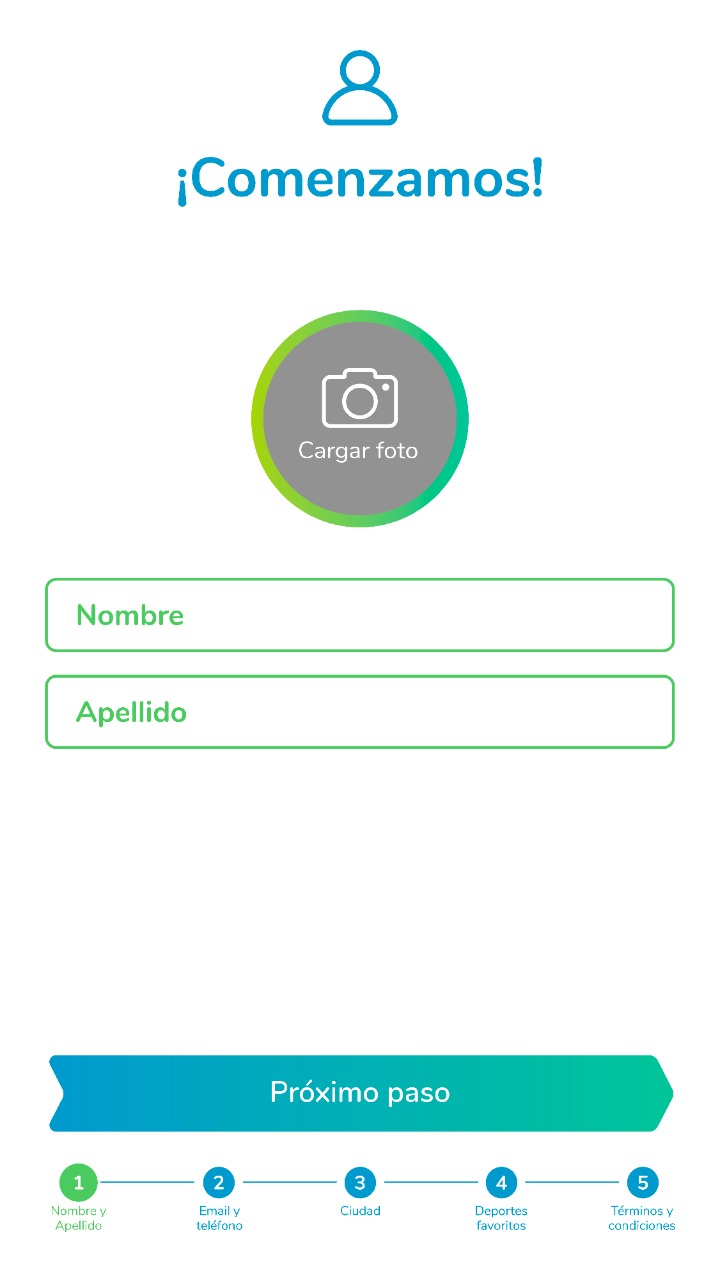 ¡Comenzamos!
Cargar foto
Nombre
Apellido
Próximo paso
1
Nombre y
Apellido
2
Email y
teléfono
3
Ciudad
4
Deportes
favoritos
5
Términos y
condiciones